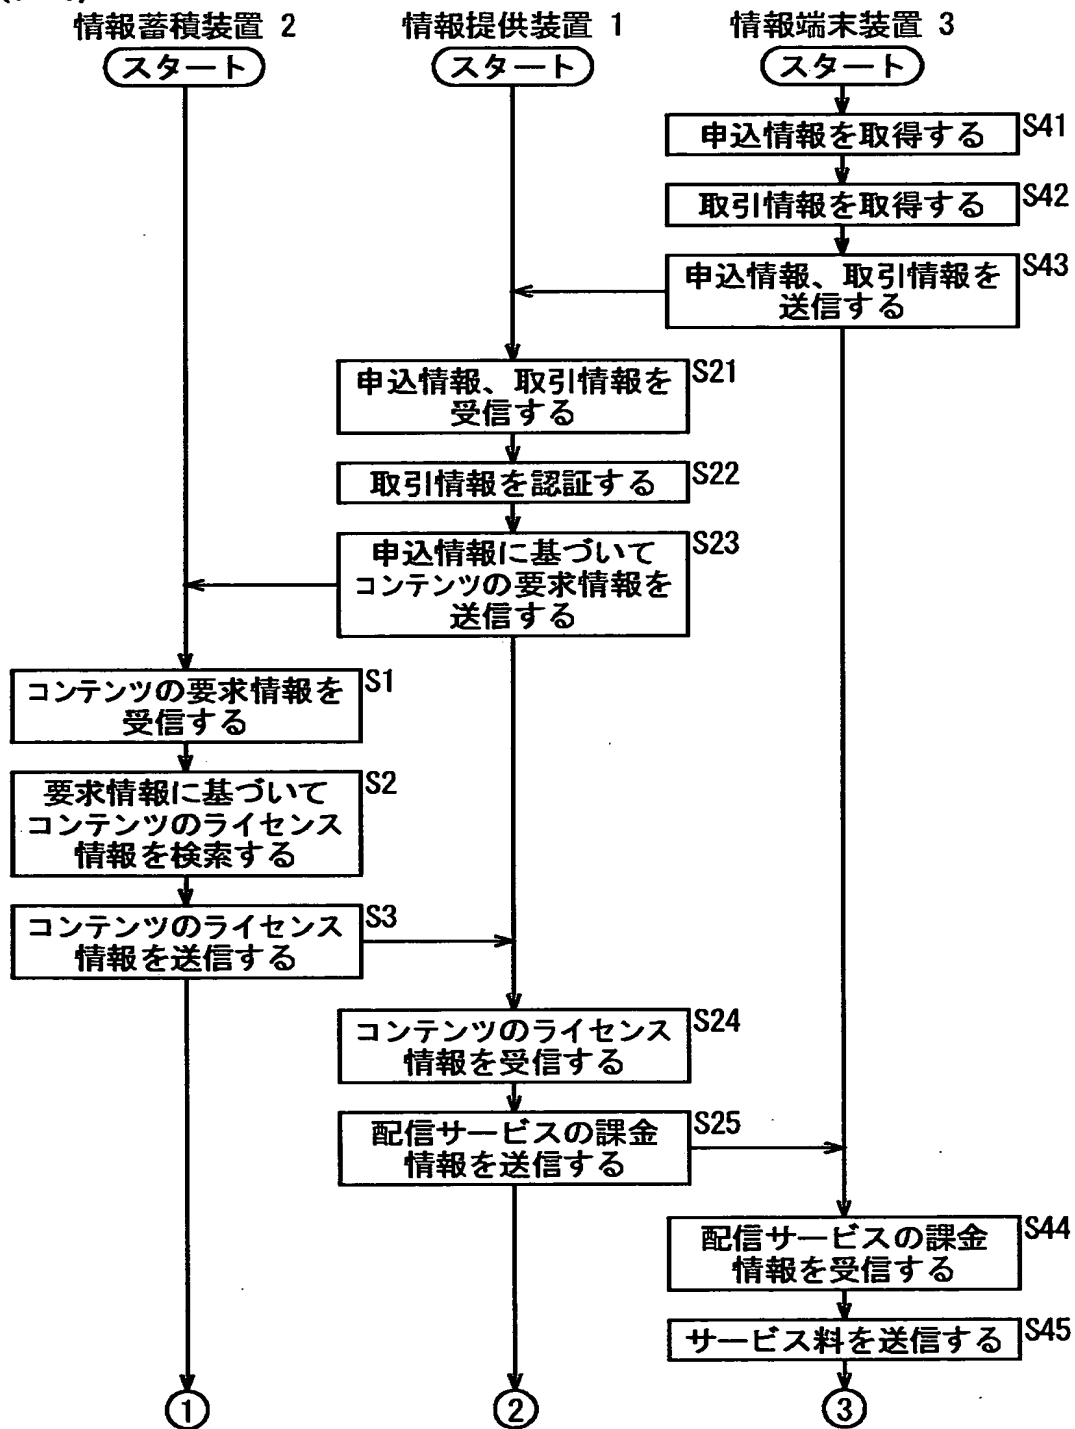 情報蓄積装置 2
情報提供装置 1
情報端末装置 3
スタート
スタート
スタート
申込情報を取得する
S41
取引情報を取得する
S42
申込情報、取引情報を
送信する
S43
申込情報、取引情報を
受信する
S21
取引情報を認証する
S22
申込情報に基づいて
コンテンツの要求情報を
送信する
S23
コンテンツの要求情報を
受信する
S1
要求情報に基づいて
コンテンツのライセンス
情報を検索する
S2
コンテンツのライセンス
情報を送信する
S3
コンテンツのライセンス
情報を受信する
S24
配信サービスの課金
情報を送信する
S25
配信サービスの課金
情報を受信する
S44
サービス料を送信する
S45
①
②
③